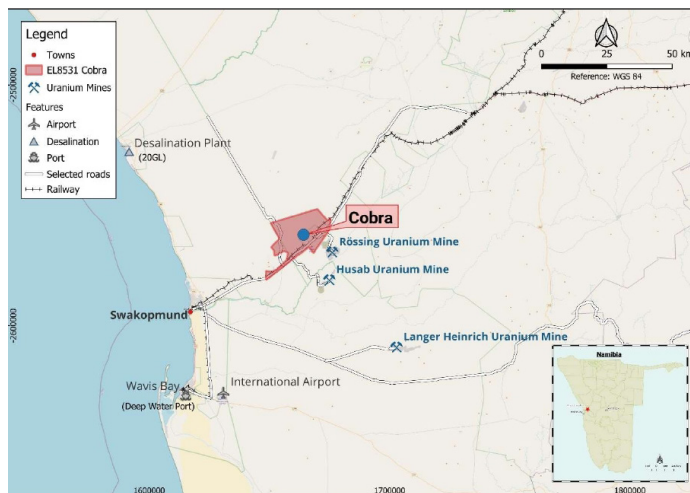 Legend
Towns
EL8531 Cobra
Uranium Mines
Features
Airport
Desalination
Port
Selected roads
Railway
0
25
50 km
Reference: WGS 84
-2500000
Desalination Plant
(20GL)
Cobra
Rössing Uranium Mine
Husab Uranium Mine
Swakopmund
-2600000
Langer Heinrich Uranium Mine
Wavis Bay
International Airport
(Deep Water Port)
Namibia
1600000
1700000
1800000